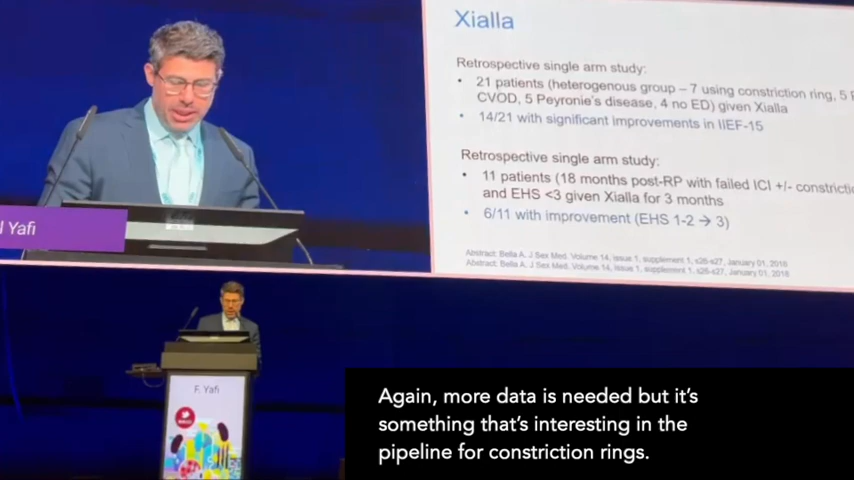 Xialla
Retrospective single arm study:
• 21 patients (heterogenous group – 7 using constriction ring, 5
CVOD, 5 Peyronie's disease, 4 no ED) given Xialla
• 14/21 with significant improvements in IIEF-15
Retrospective single arm study:
• 11 patients (18 months post-RP with failed ICI +/- constrictio
and EHS <3 given Xialla for 3 months
• 6/11 with improvement (EHS 1-2 → 3)
Abstract: Bella A. J Sex Med. Volume 14, issue 1, supplement 1, s26-s27, January 01, 2018
Abstract: Bella A. J Sex Med. Volume 14, issue 1, supplement 1, s26-s27, January 01, 2018
Yafi
F. Yafi
Again, more data is needed but it's
something that's interesting in the
pipeline for constriction rings.